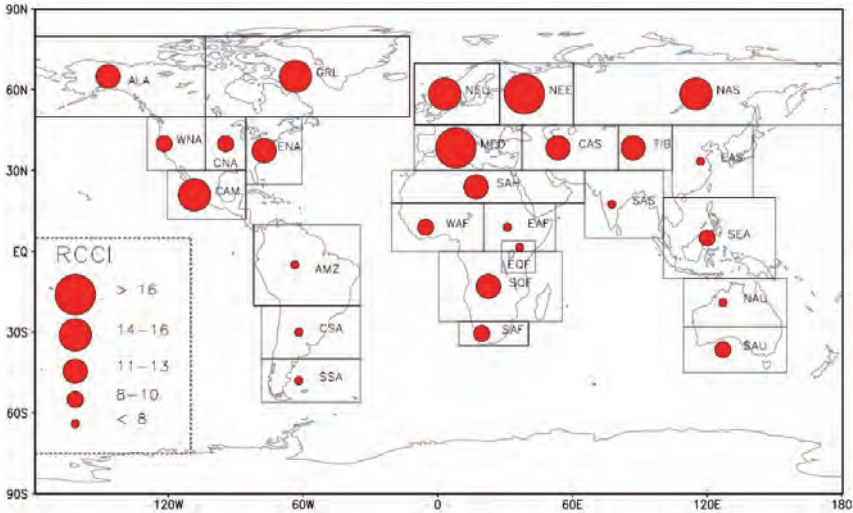 90N
60N
30N
EQ
30S
60S
90S
120W 60W 0 60E 120E 180
ALA GRL NEU NEE NAS
WNA CNA ENA MED CAS TIB EAS
CAM SAH SAS
WAF EAF SEA
AMZ EQF SQF
CSA SAF NAU
SSA SAU
RCCI
> 16
14-16
11-13
8-10
< 8